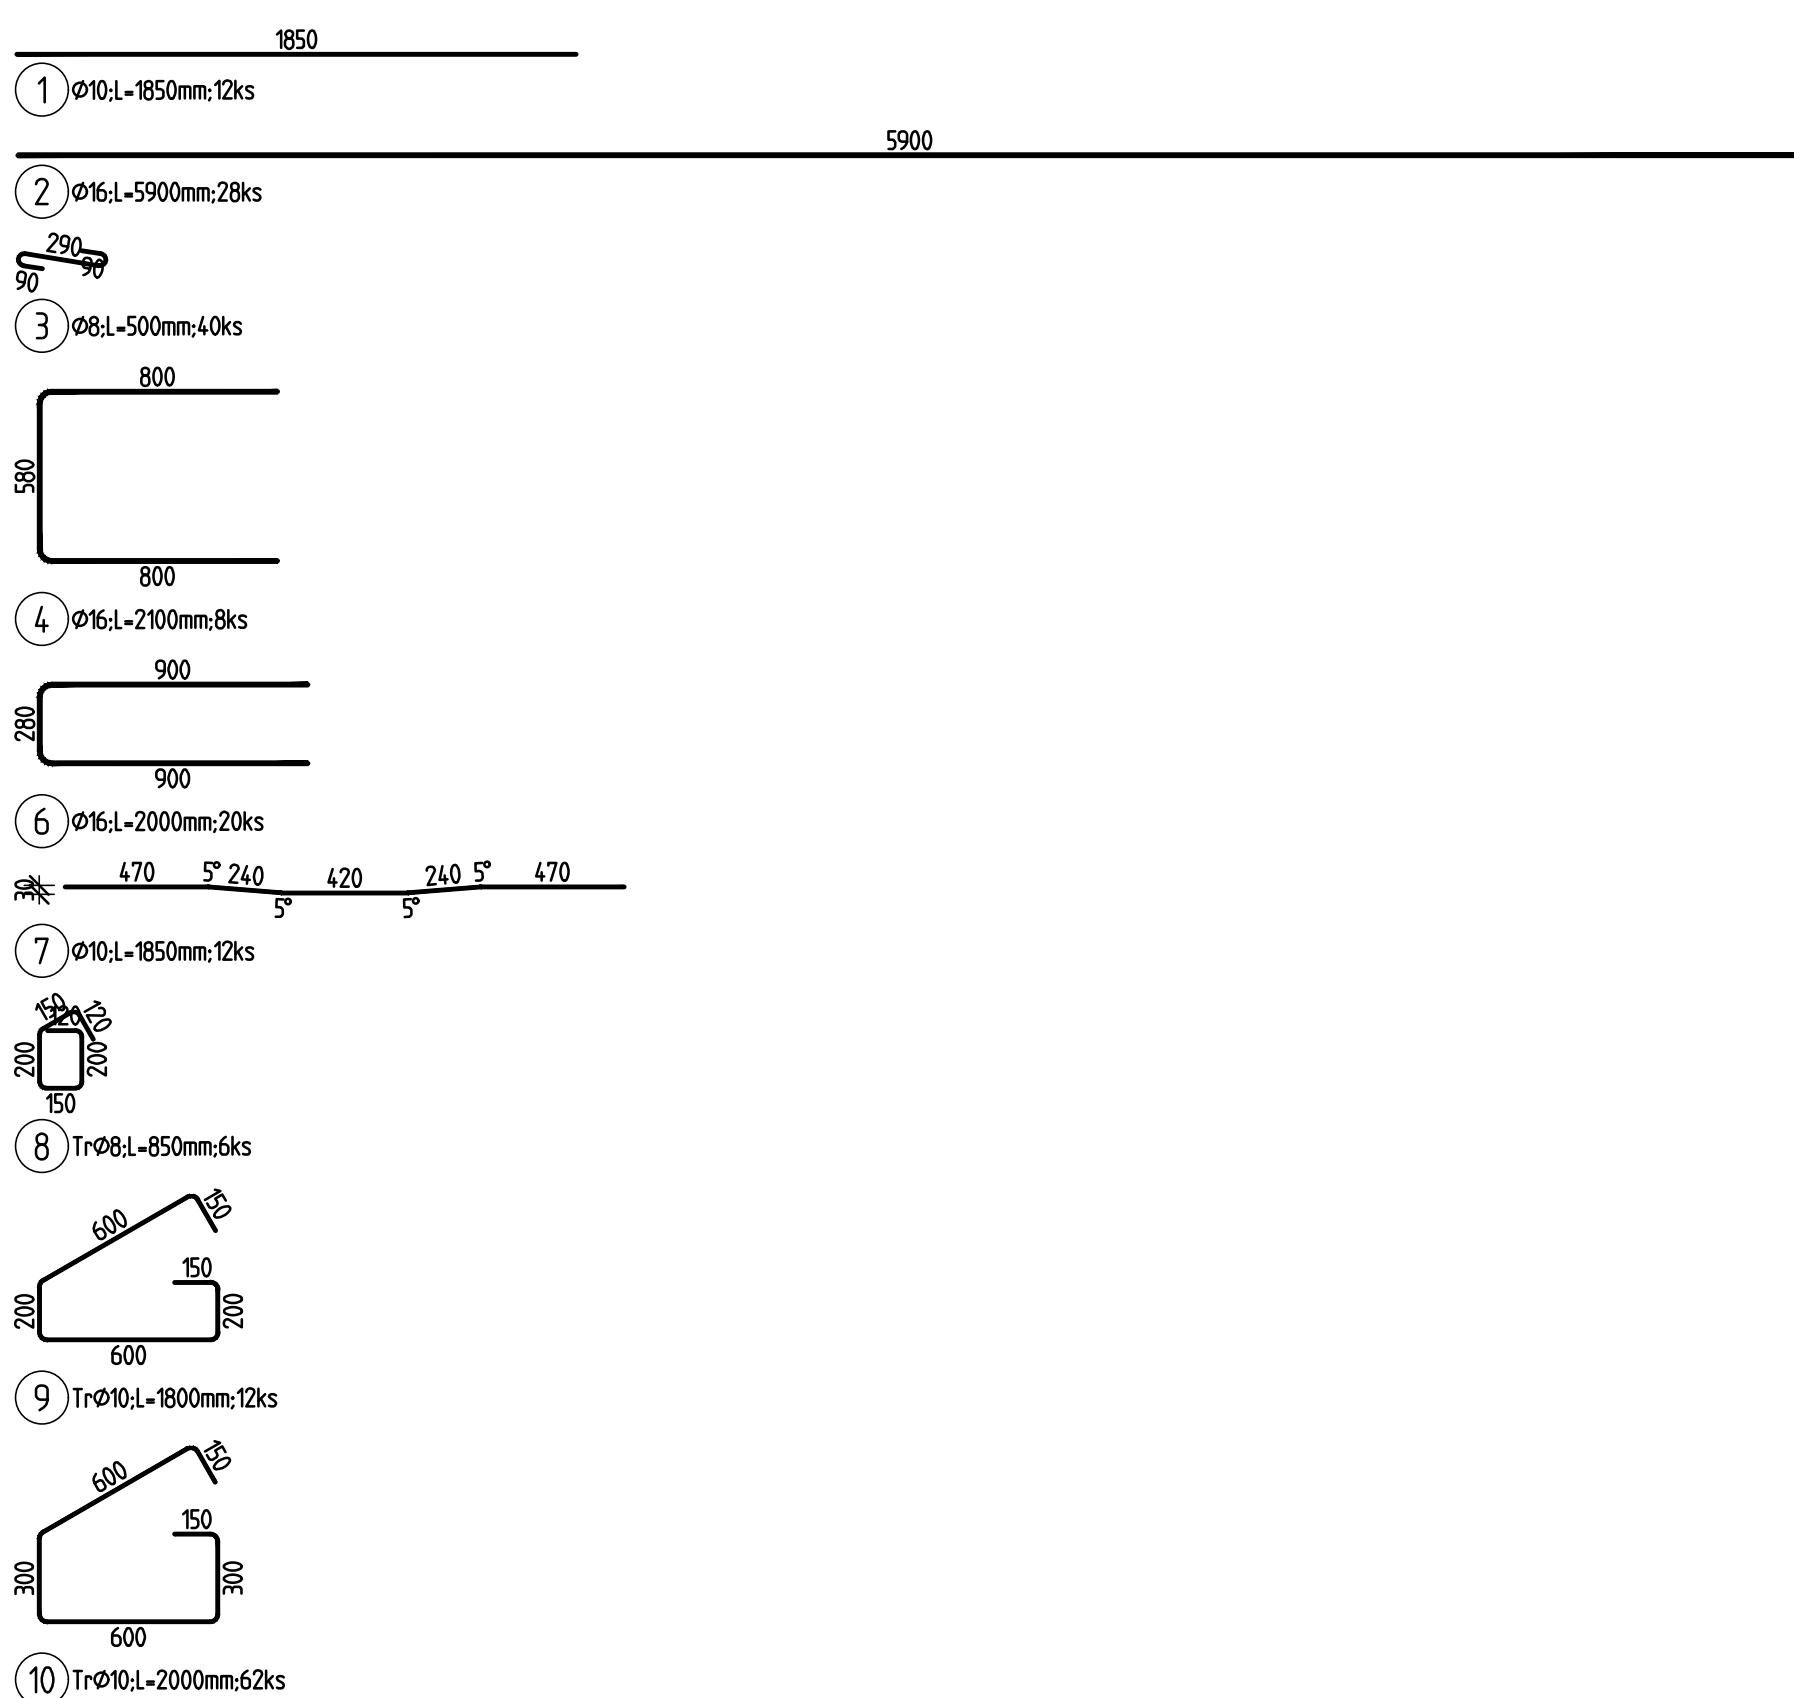 1850
1 Ø10;L=1850mm;12ks
5900
2 Ø16;L=5900mm;28ks
290
90
90
3 Ø8;L=500mm;40ks
800
580
800
4 Ø16;L=2100mm;8ks
900
280
900
6 Ø16;L=2000mm;20ks
30 470 5° 240 420 240 5° 470
5° 5°
7 Ø10;L=1850mm;12ks
150 120 120
200 200
150
8 TrØ8;L=850mm;6ks
600 150
150
200 200
600
9 TrØ10;L=1800mm;12ks
600 150
150
300 300
600
10 TrØ10;L=2000mm;62ks